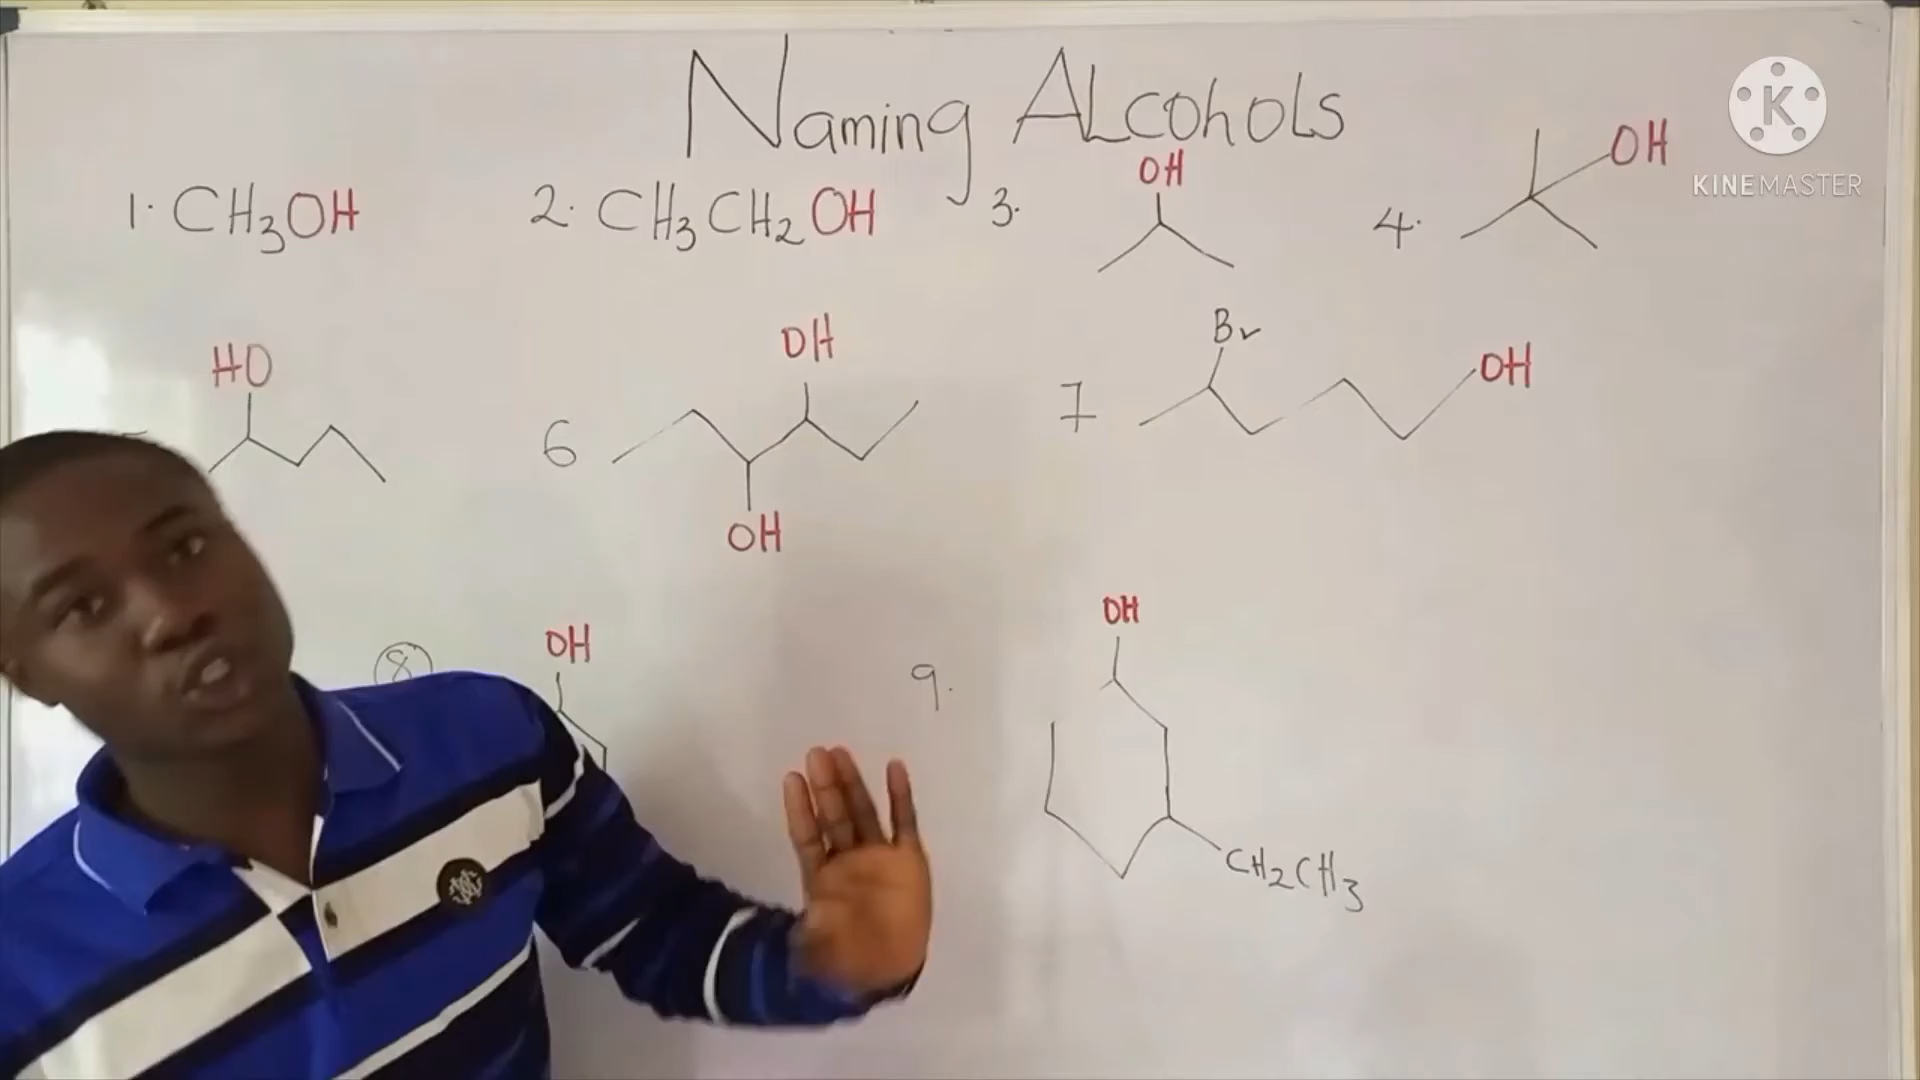 Naming ALcohols
K
KINEMASTER
1. CH3OH
2. CH3CH2OH
3. OH
4. OH
HO
6 OH
OH
7 Br
OH
8 OH
9. OH
CH2CH3